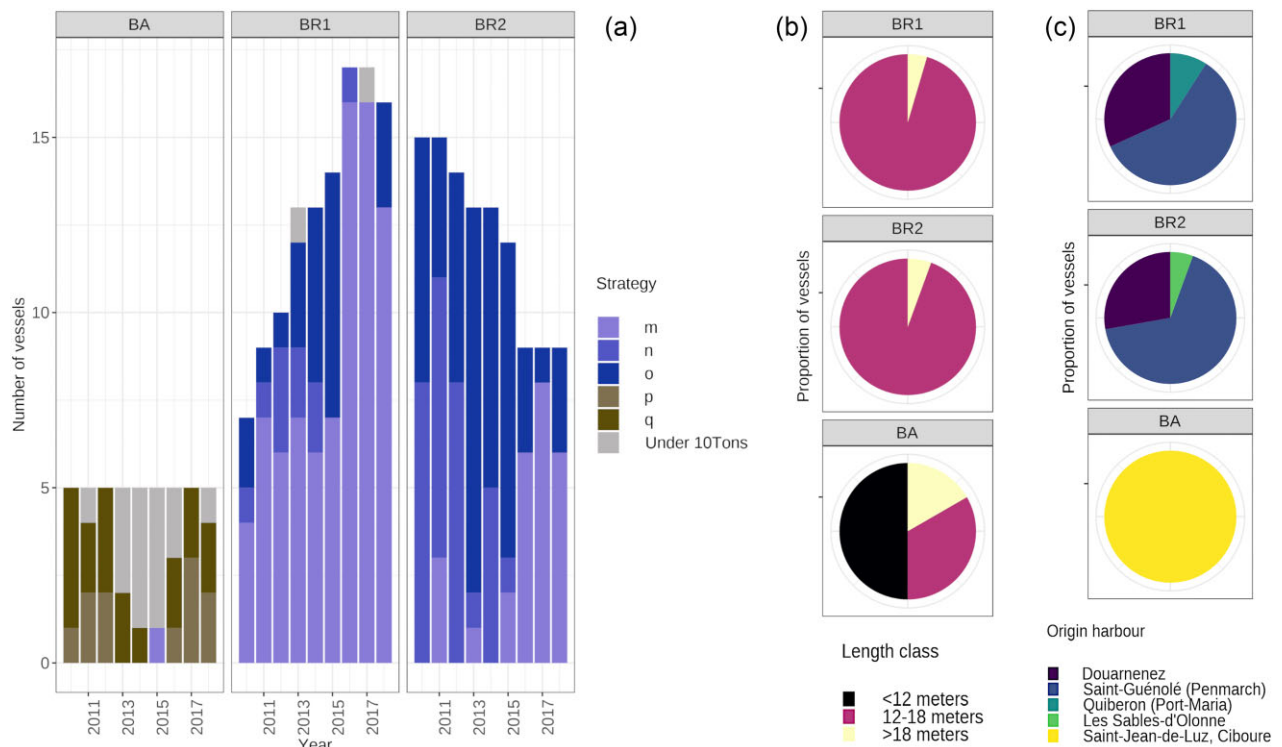 BA
BR1
BR2
(a)
Number of vessels
15
10
5
0
2011
2013
2015
2017
2011
2013
2015
2017
2011
2013
2015
2017
Year
Strategy
m
n
o
p
q
Under 10Tons
(b)
BR1
BR2
BA
Proportion of vessels
Length class
<12 meters
12-18 meters
>18 meters
(c)
BR1
BR2
BA
Proportion of vessels
Origin harbour
Douarnenez
Saint-Guénolé (Penmarch)
Quiberon (Port-Maria)
Les Sables-d'Olonne
Saint-Jean-de-Luz, Ciboure